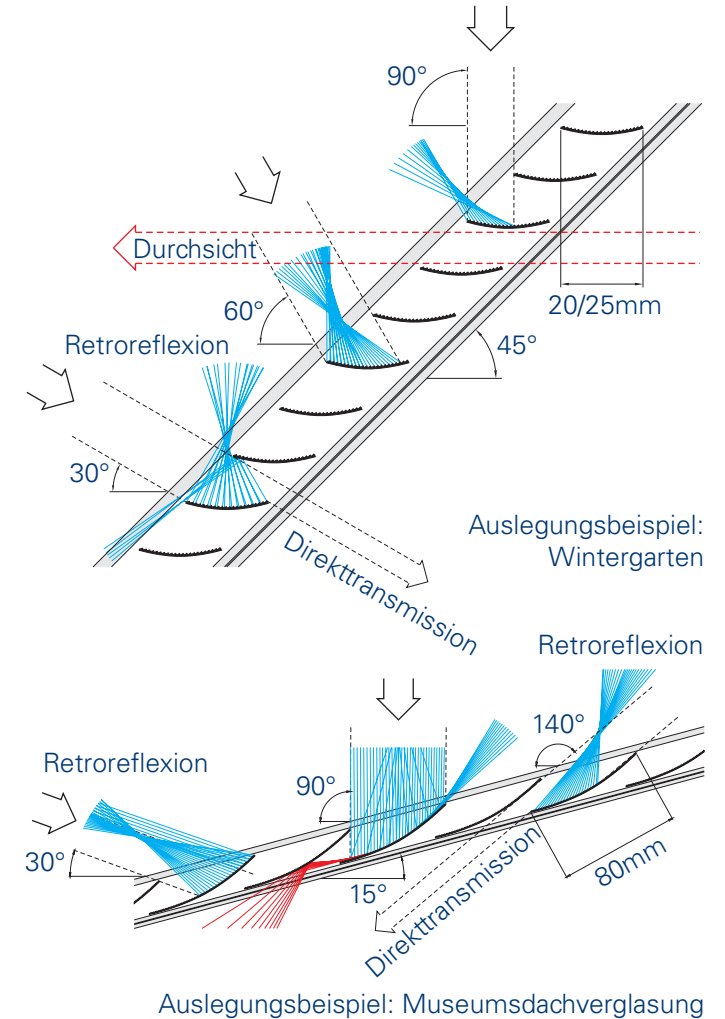 90°
Durchsicht
60°
20/25mm
Retroreflexion
45°
30°
Direkttransmission
Auslegungsbeispiel:
Wintergarten
Retroreflexion
140°
Retroreflexion
90°
30°
15°
Direkttransmission
80mm
Auslegungsbeispiel: Museumsdachverglasung